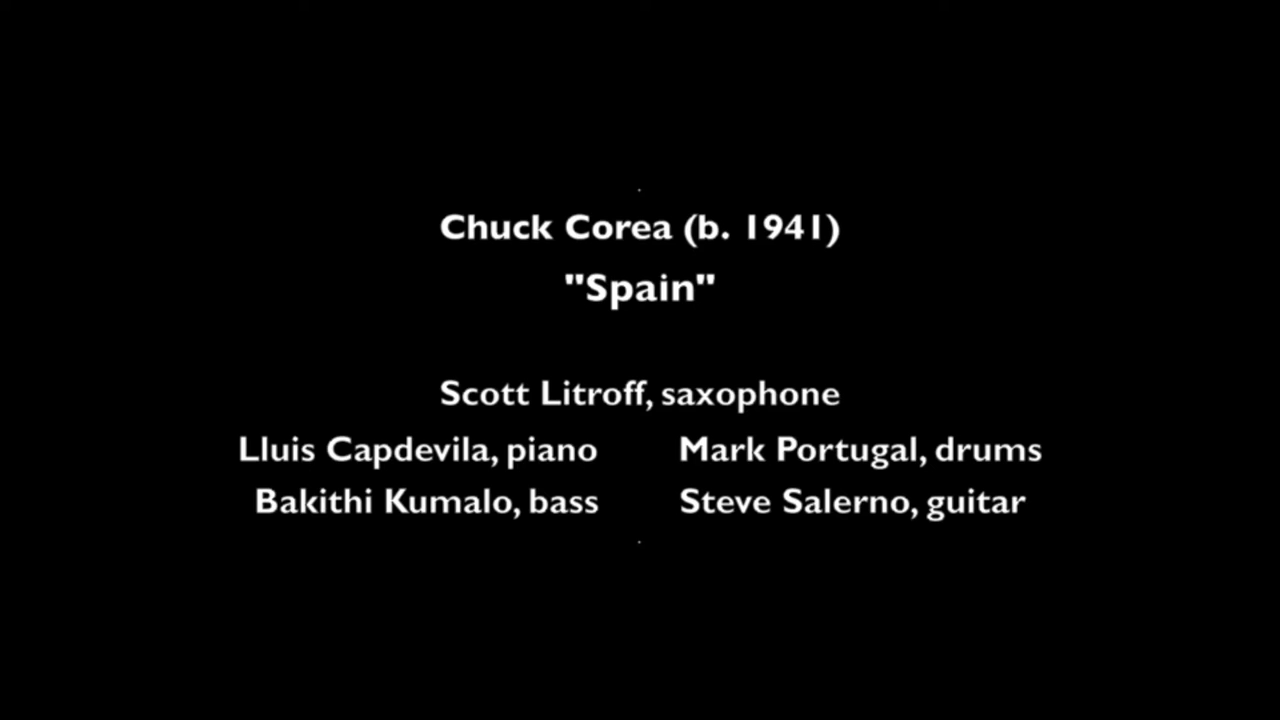 Chuck Corea (b. 1941)
"Spain"
Scott Litroff, saxophone
Lluis Capdevila, piano Mark Portugal, drums
Bakithi Kumalo, bass Steve Salerno, guitar